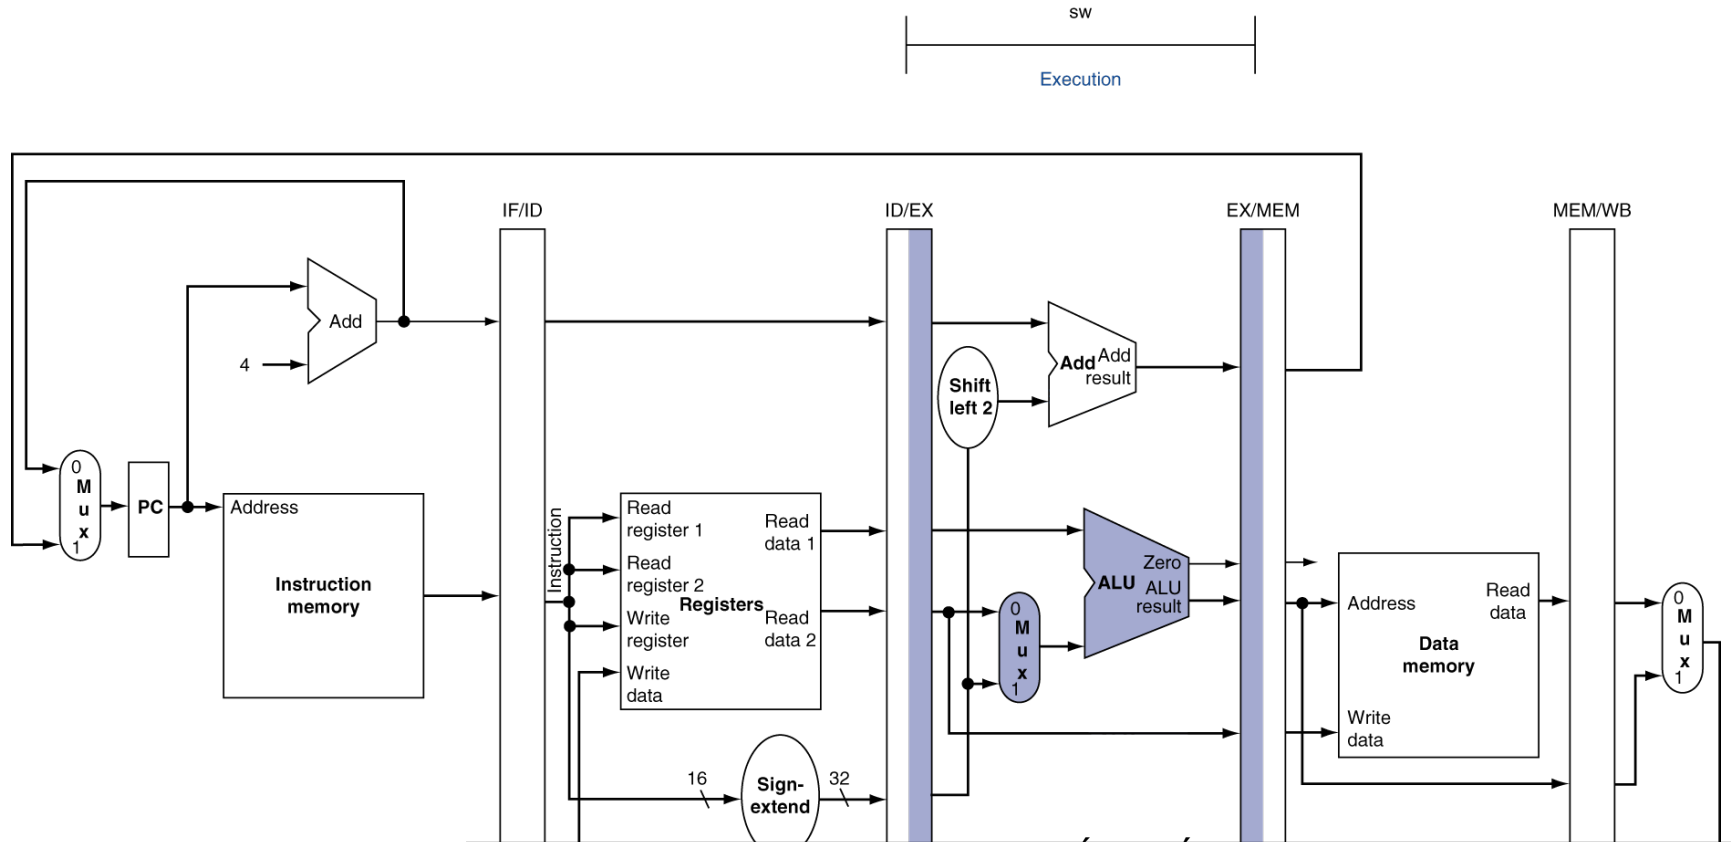 sw
Execution
IF/ID
ID/EX
EX/MEM
MEM/WB
Add
4
Add
Add
result
Shift
left 2
0
M
u
x
1
PC
Address
Instruction
memory
Instruction
Read
register 1
Read
register 2
Write
register
Write
data
Registers
Read
data 1
Read
data 2
16
Sign-
extend
32
0
M
u
x
1
ALU
Zero
ALU
result
Address
Read
data
Data
memory
Write
data
0
M
u
x
1